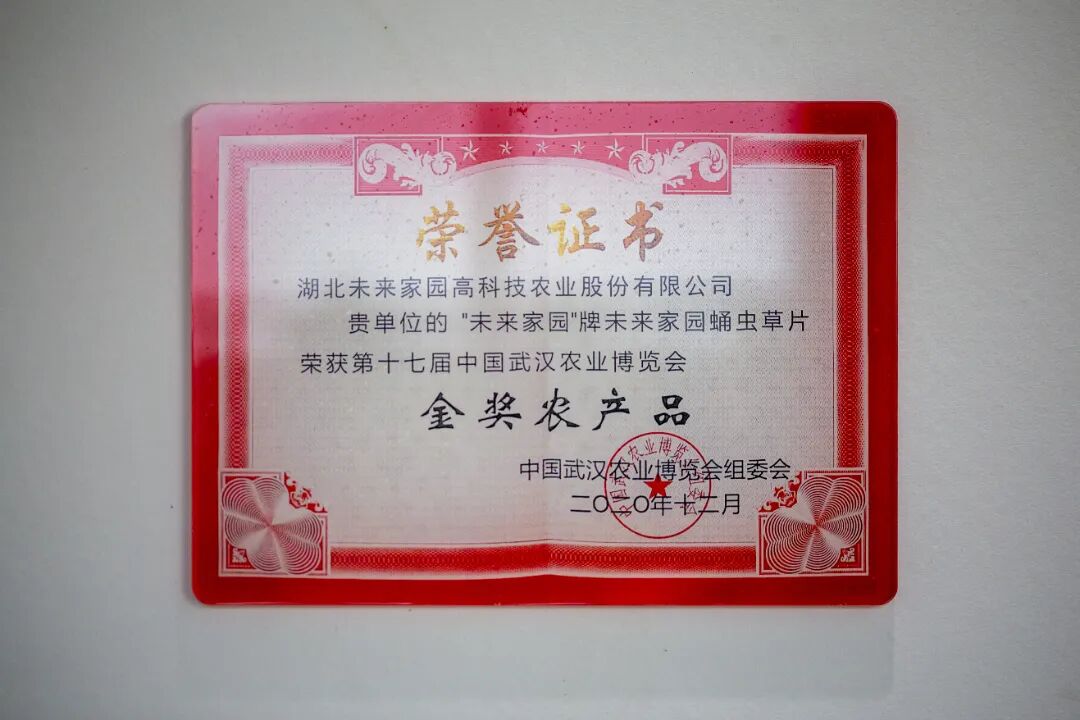 荣誉证书
湖北未来家园高科技农业股份有限公司
贵单位的 "未来家园"牌未来家园蛹虫草片
荣获第十七届中国武汉农业博览会
金奖农产品
中国武汉农业博览会组委会
二〇二〇年十二月